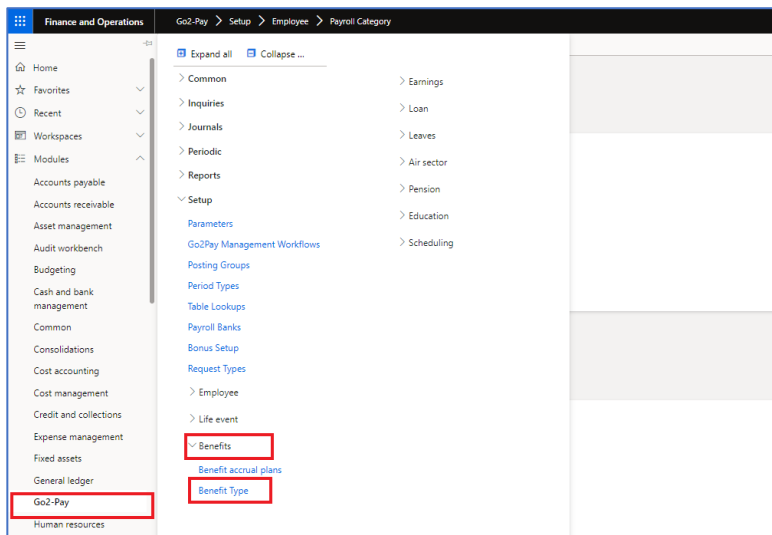 Finance and Operations
Go2-Pay > Setup > Employee > Payroll Category
Home
Favorites
Recent
Workspaces
Modules
Accounts payable
Accounts receivable
Asset management
Audit workbench
Budgeting
Cash and bank
management
Common
Consolidations
Cost accounting
Cost management
Credit and collections
Expense management
Fixed assets
General ledger
Go2-Pay
Human resources
Expand all
Collapse ...
Common
Inquiries
Journals
Periodic
Reports
Setup
Parameters
Go2Pay Management Workflows
Posting Groups
Period Types
Table Lookups
Payroll Banks
Bonus Setup
Request Types
Employee
Life event
Benefits
Benefit accrual plans
Benefit Type
Earnings
Loan
Leaves
Air sector
Pension
Education
Scheduling